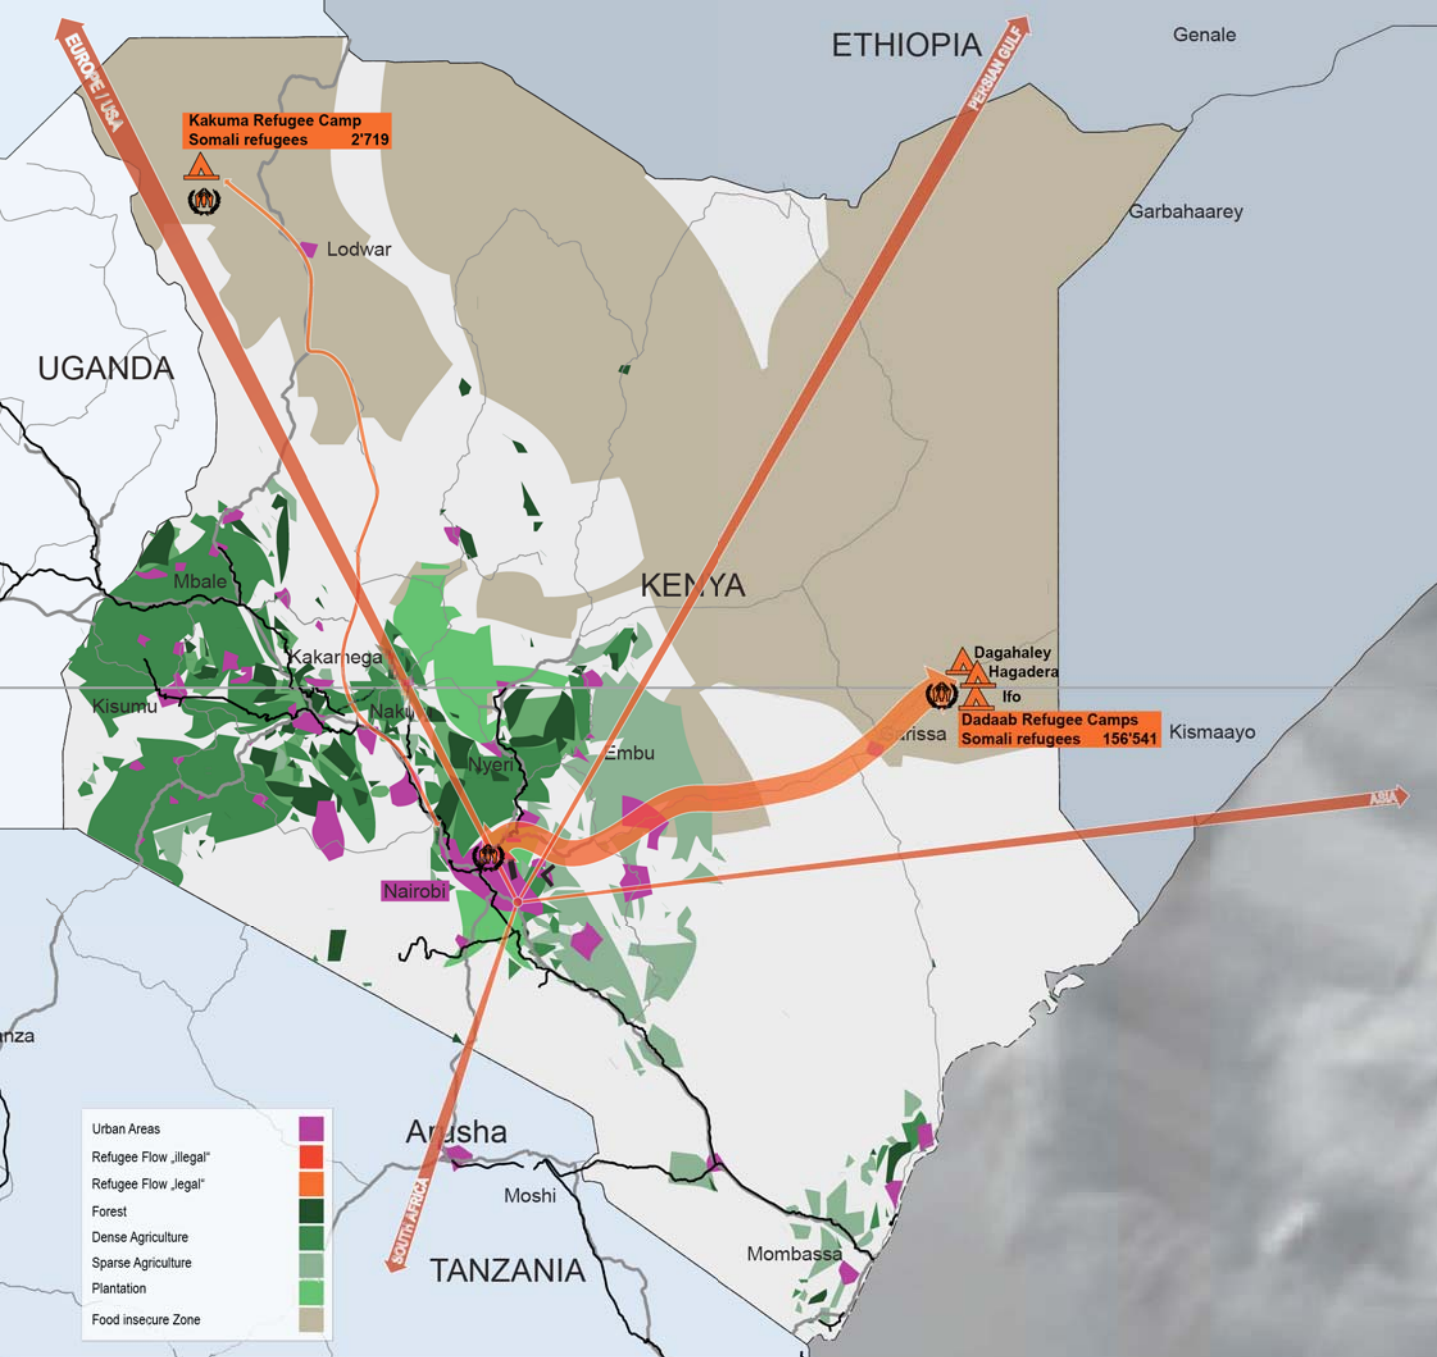 EUROPE / USA
ETHIOPIA
Genale
PERSIAN GULF
Kakuma Refugee Camp
Somali refugees 2'719
Garbahaarey
Lodwar
UGANDA
Mbale
KENYA
Kakamega
Dagahaley
Hagadera
Ifo
Kisumu
Dadaab Refugee Camps
Somali refugees 156'541
Kismaayo
Nyeri
Embu
ASIA
Nairobi
anza
Arusha
Moshi
SOUTH AFRICA
Mombassa
TANZANIA
Urban Areas
Refugee Flow „illegal“
Refugee Flow „legal“
Forest
Dense Agriculture
Sparse Agriculture
Plantation
Food insecure Zone